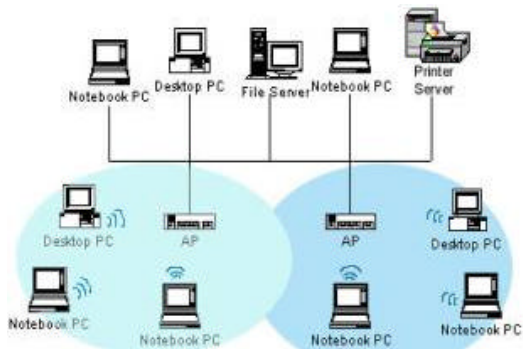 Notebook PC
Desktop PC
File Server
Notebook PC
Printer
Server
Desktop PC
AP
AP
Desktop PC
Notebook PC
Notebook PC
Notebook PC
Notebook PC